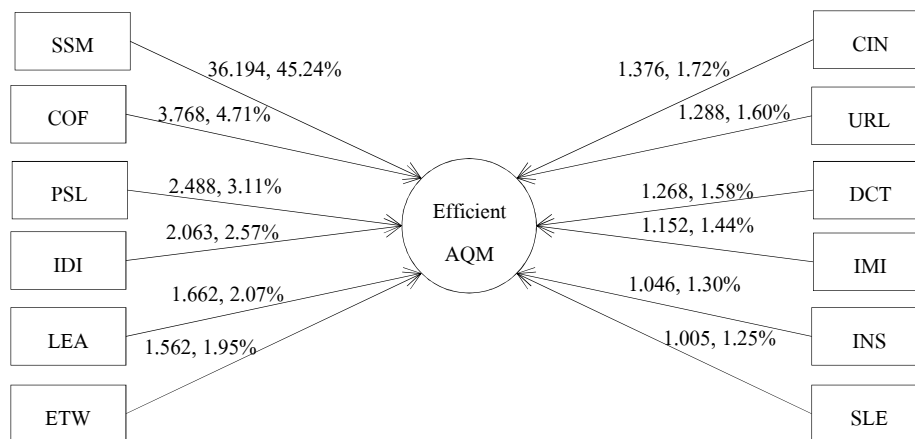 SSM
36.194, 45.24%
COF
3.768, 4.71%
PSL
2.488, 3.11%
IDI
2.063, 2.57%
LEA
1.662, 2.07%
ETW
1.562, 1.95%
Efficient
AQM
CIN
1.376, 1.72%
URL
1.288, 1.60%
DCT
1.268, 1.58%
IMI
1.152, 1.44%
INS
1.046, 1.30%
SLE
1.005, 1.25%